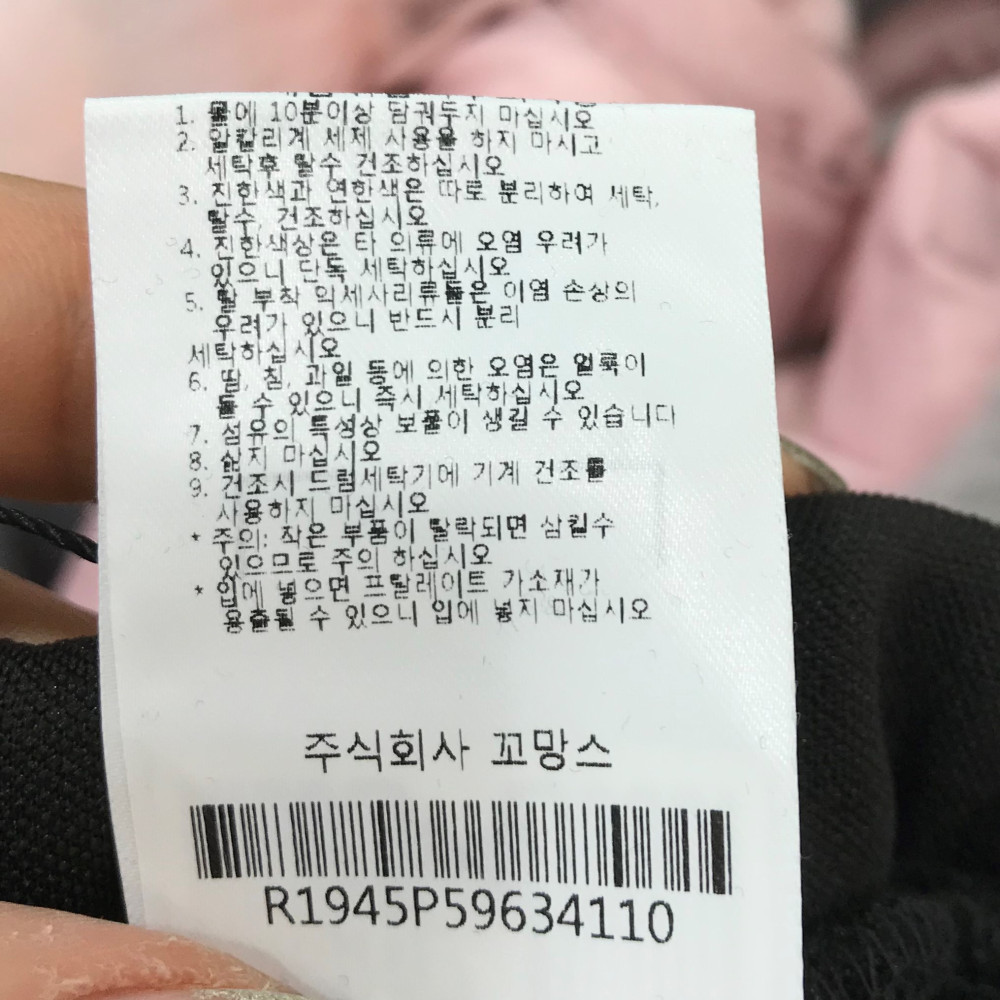 1. 물에 10분이상 담궈두지 마십시오
2. 알칼리계 세제 사용을 하지 마시고
세탁후 탈수 건조하십시오
3. 진한색과 연한색은 따로 분리하여 세탁,
탈수, 건조하십시오
4. 진한색상은 타 의류에 오염 우려가
있으니 단독 세탁하십시오
5. 탈 부착 악세사리류들은 이염 손상의
우려가 있으니 반드시 분리
세탁하십시오
6. 땀, 침, 과일 등에 의한 오염은 얼룩이
될 수 있으니 즉시 세탁하십시오
7. 섬유의 특성상 보풀이 생길 수 있습니다
8. 삶지 마십시오
9. 건조시 드럼세탁기에 기계 건조를
사용하지 마십시오
* 주의: 작은 부품이 탈락되면 삼킬수
있으므로 주의 하십시오
* 입에 넣으면 프탈레이트 가소재가
용출될 수 있으니 입에 넣지 마십시오
주식회사 꼬망스
R1945P59634110